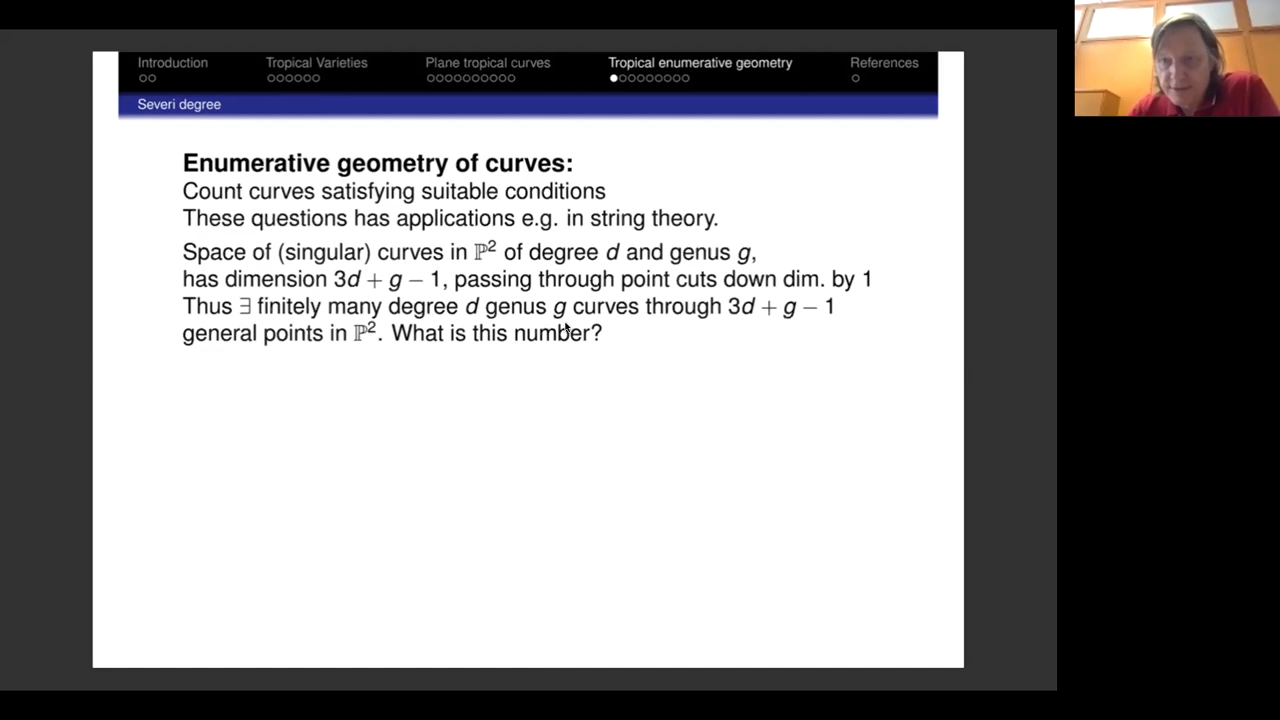 Introduction
Tropical Varieties
Plane tropical curves
Tropical enumerative geometry
References
Severi degree
Enumerative geometry of curves:
Count curves satisfying suitable conditions
These questions has applications e.g. in string theory.
Space of (singular) curves in ℙ² of degree d and genus g,
has dimension 3d + g − 1, passing through point cuts down dim. by 1
Thus ∃ finitely many degree d genus g curves through 3d + g − 1
general points in ℙ². What is this number?